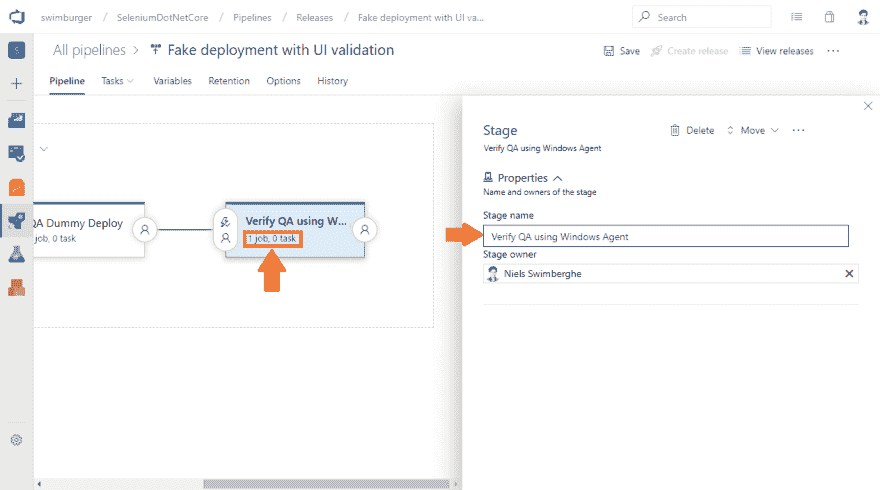 swimburger / SeleniumDotNetCore / Pipelines / Releases / Fake deployment with UI va... Search
S All pipelines > Fake deployment with UI validation Save Create release View releases ...
Pipeline Tasks Variables Retention Options History
Stage Delete Move ...
Verify QA using Windows Agent
Properties
Name and owners of the stage
QA Dummy Deploy Verify QA using W... Stage name
job, 0 task 1 job, 0 task Verify QA using Windows Agent
Stage owner
Niels Swimberghe